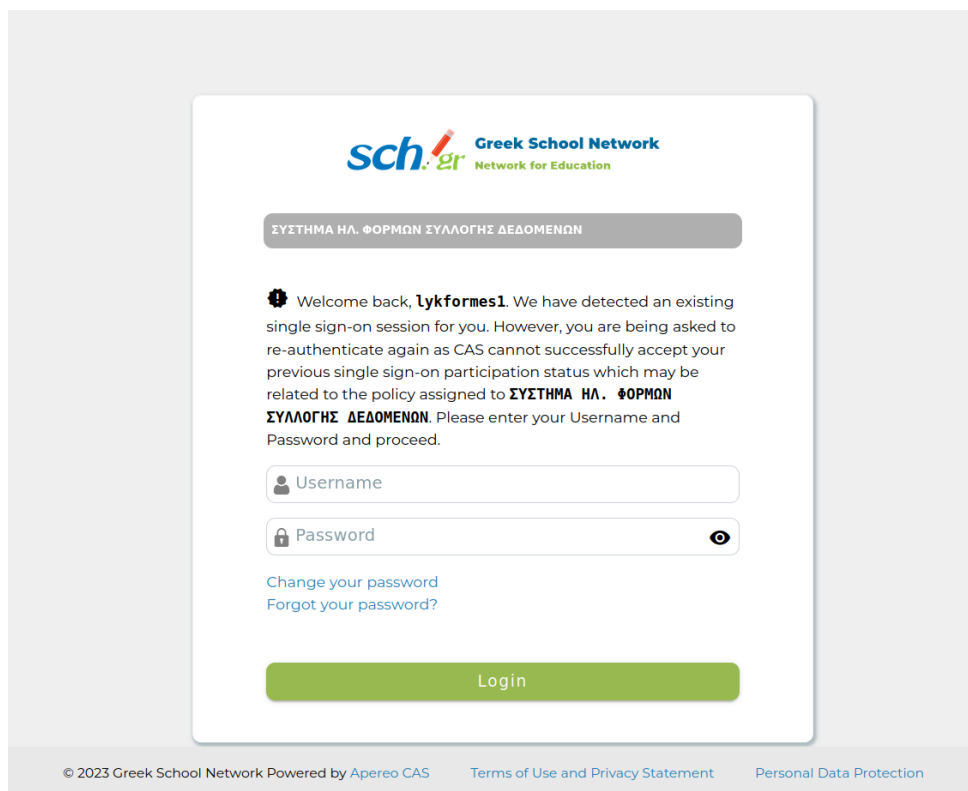 sch.gr Greek School Network
Network for Education
ΣΥΣΤΗΜΑ ΗΛ. ΦΟΡΜΩΝ ΣΥΛΛΟΓΗΣ ΔΕΔΟΜΕΝΩΝ
Welcome back, lykformes1. We have detected an existing
single sign-on session for you. However, you are being asked to
re-authenticate again as CAS cannot successfully accept your
previous single sign-on participation status which may be
related to the policy assigned to ΣΥΣΤΗΜΑ ΗΛ. ΦΟΡΜΩΝ
ΣΥΛΛΟΓΗΣ ΔΕΔΟΜΕΝΩΝ. Please enter your Username and
Password and proceed.
Username
Password
Change your password
Forgot your password?
Login
© 2023 Greek School Network Powered by Apereo CAS Terms of Use and Privacy Statement Personal Data Protection